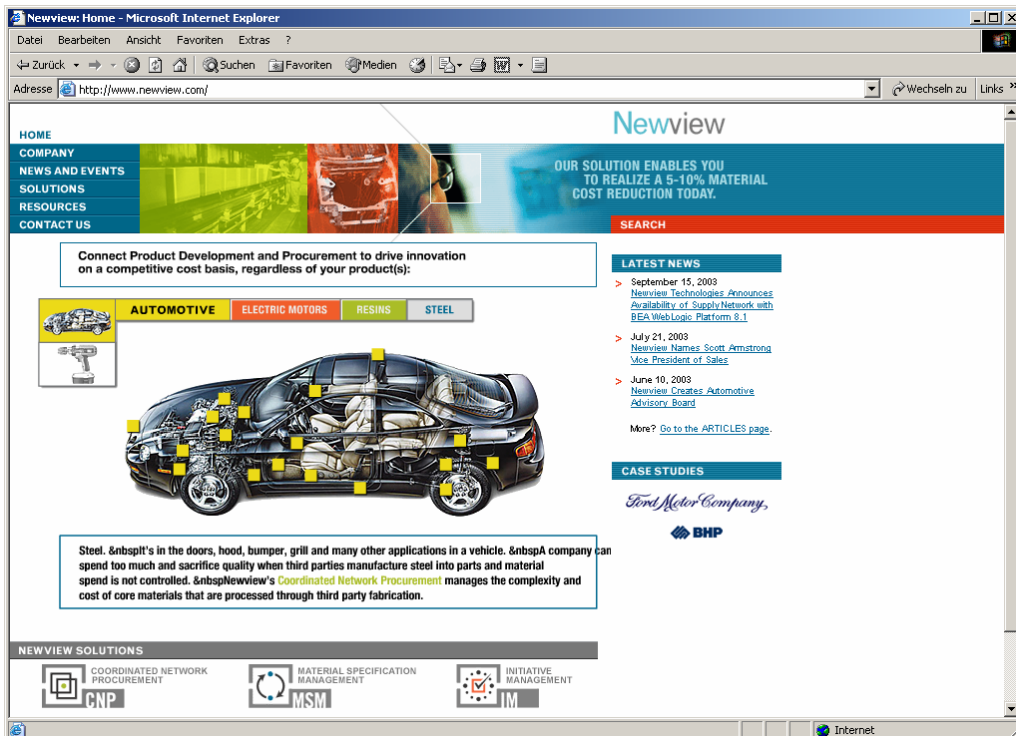 Newview: Home - Microsoft Internet Explorer
Datei Bearbeiten Ansicht Favoriten Extras ?
Zurück Suchen Favoriten Medien
Adresse http://www.newview.com/ Wechseln zu Links »
Newview
HOME
COMPANY
NEWS AND EVENTS
SOLUTIONS
RESOURCES
CONTACT US
OUR SOLUTION ENABLES YOU
TO REALIZE A 5-10% MATERIAL
COST REDUCTION TODAY.
SEARCH
Connect Product Development and Procurement to drive innovation
on a competitive cost basis, regardless of your product(s):
AUTOMOTIVE ELECTRIC MOTORS RESINS STEEL
LATEST NEWS
> September 15, 2003
Newview Technologies Announces
Availability of Supply Network with
BEA WebLogic Platform 8.1
> July 21, 2003
Newview Names Scott Armstrong
Vice President of Sales
> June 10, 2003
Newview Creates Automotive
Advisory Board
More? Go to the ARTICLES page.
CASE STUDIES
Ford Motor Company,
BHP
Steel. &nbspIt's in the doors, hood, bumper, grill and many other applications in a vehicle. &nbspA company can
spend too much and sacrifice quality when third parties manufacture steel into parts and material
spend is not controlled. &nbspNewview's Coordinated Network Procurement manages the complexity and
cost of core materials that are processed through third party fabrication.
NEWVIEW SOLUTIONS
COORDINATED NETWORK
PROCUREMENT
CNP
MATERIAL SPECIFICATION
MANAGEMENT
MSM
INITIATIVE
MANAGEMENT
IM
Internet